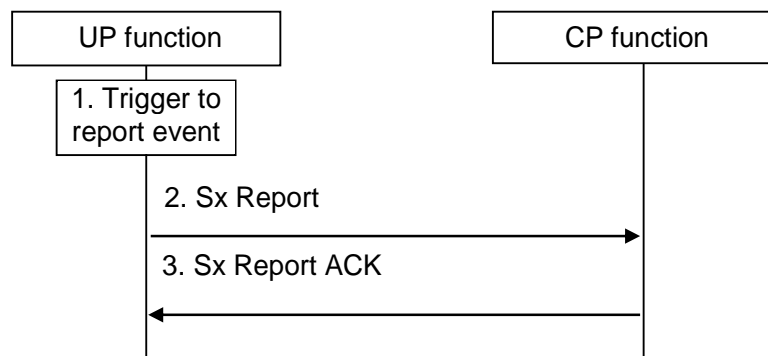 UP function
CP function
1. Trigger to
report event
2. Sx Report
3. Sx Report ACK